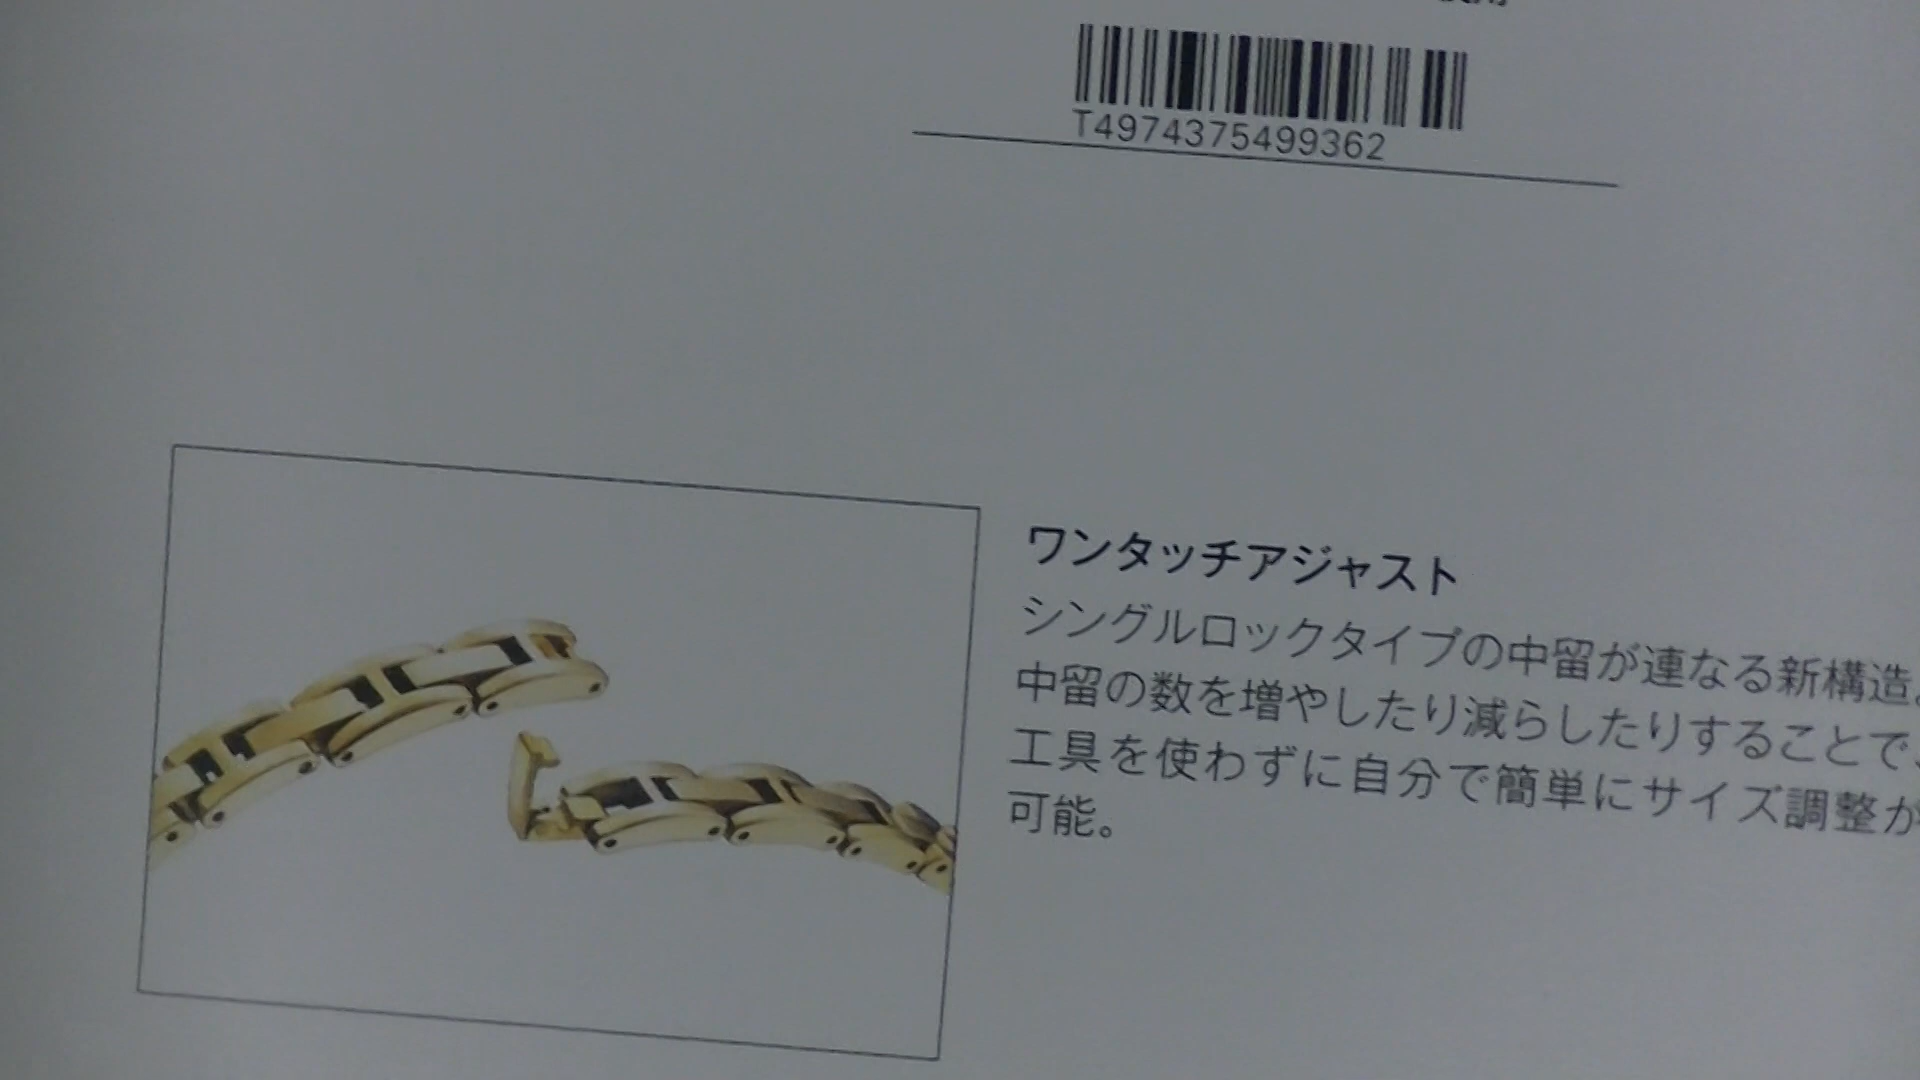 T4974375499362
ワンタッチアジャスト
シングルロックタイプの中留が連なる新構造。
中留の数を増やしたり減らしたりすることで、
工具を使わずに自分で簡単にサイズ調整が
可能。